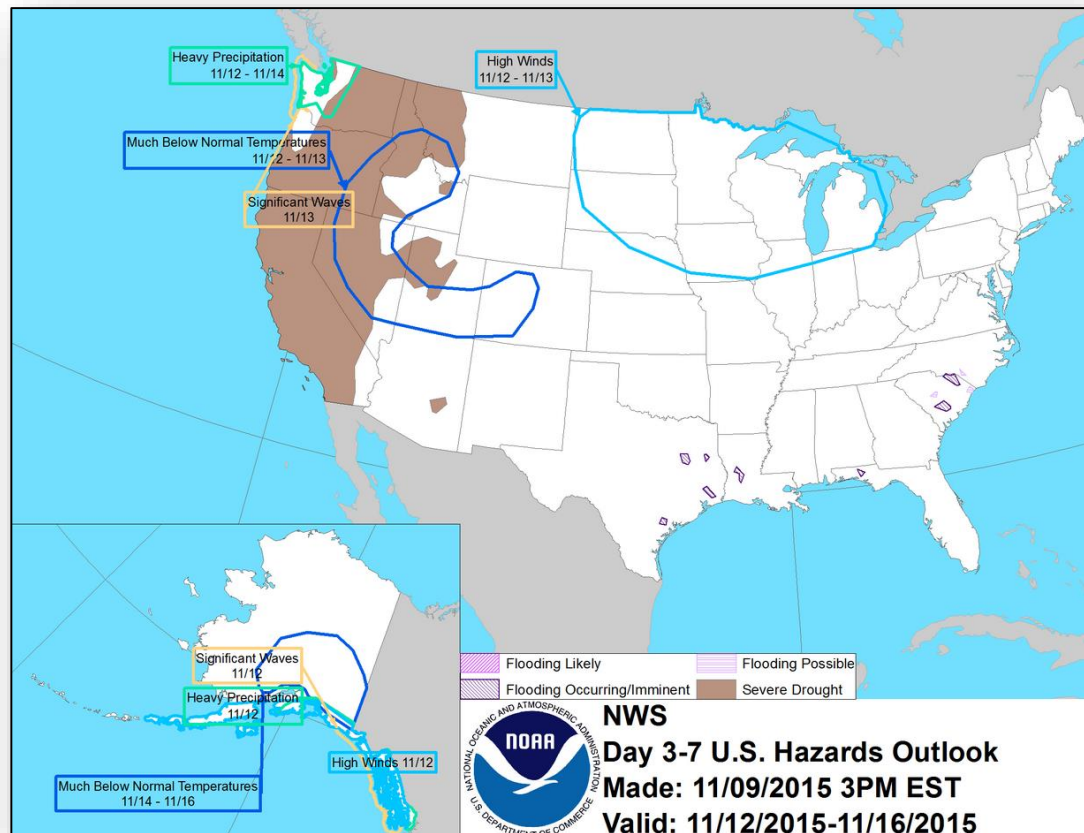 Heavy Precipitation
11/12 - 11/14
High Winds
11/12 - 11/13
Much Below Normal Temperatures
11/12 - 11/13
Significant Waves
11/13
Significant Waves
11/12
Heavy Precipitation
11/12
High Winds 11/12
Much Below Normal Temperatures
11/14 - 11/16
Flooding Likely
Flooding Possible
Flooding Occurring/Imminent
Severe Drought
NATIONAL OCEANIC AND ATMOSPHERIC ADMINISTRATION
NOAA
U.S. DEPARTMENT OF COMMERCE
NWS
Day 3-7 U.S. Hazards Outlook
Made: 11/09/2015 3PM EST
Valid: 11/12/2015-11/16/2015